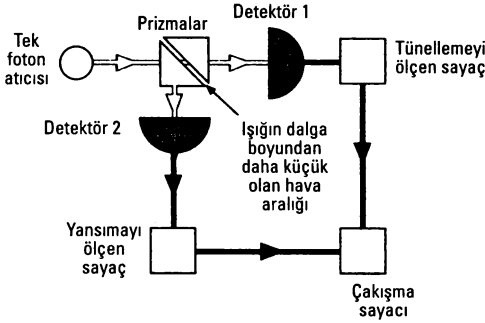 Prizmalar
Detektör 1
Tek
foton
atıcısı
Tünellemeyi
ölçen sayaç
Detektör 2
Işığın dalga
boyundan
daha küçük
olan hava
aralığı
Yansımayı
ölçen
sayaç
Çakışma
sayacı